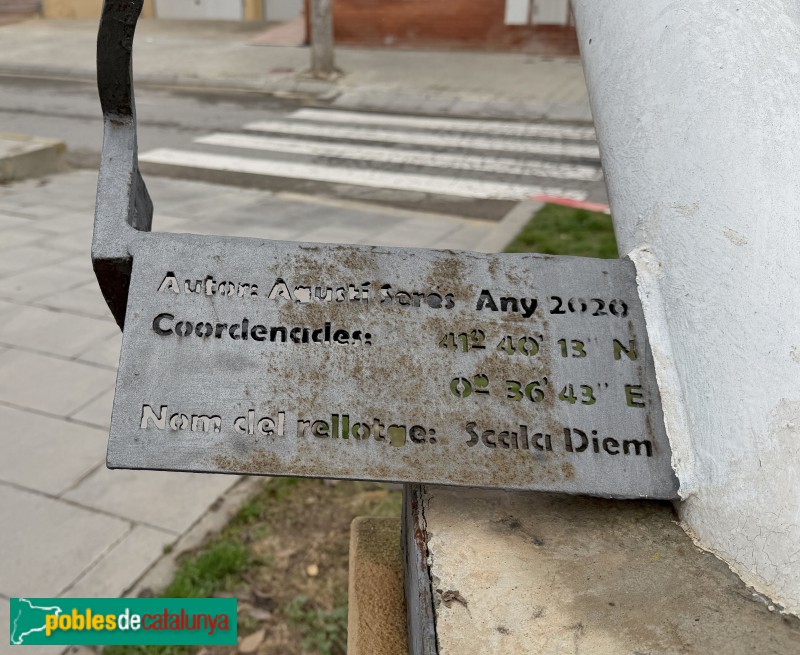 Autor: Agustí Serés Any 2020
Coordenades: 41º 40' 13'' N
0º 36' 43'' E
Nom del rellotge: Scala Diem
poblesdecatalunya